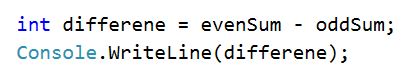 int differene = evenSum - oddSum;
Console.WriteLine(differene);